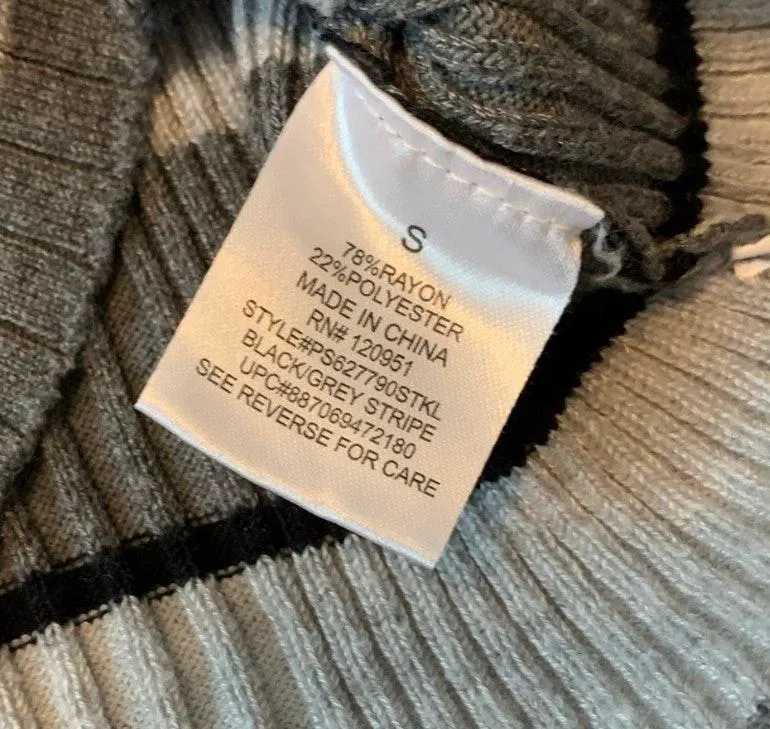 S
78%RAYON
22%POLYESTER
MADE IN CHINA
RN# 120951
STYLE#PS627790STKL
BLACK/GREY STRIPE
UPC#887069472180
SEE REVERSE FOR CARE